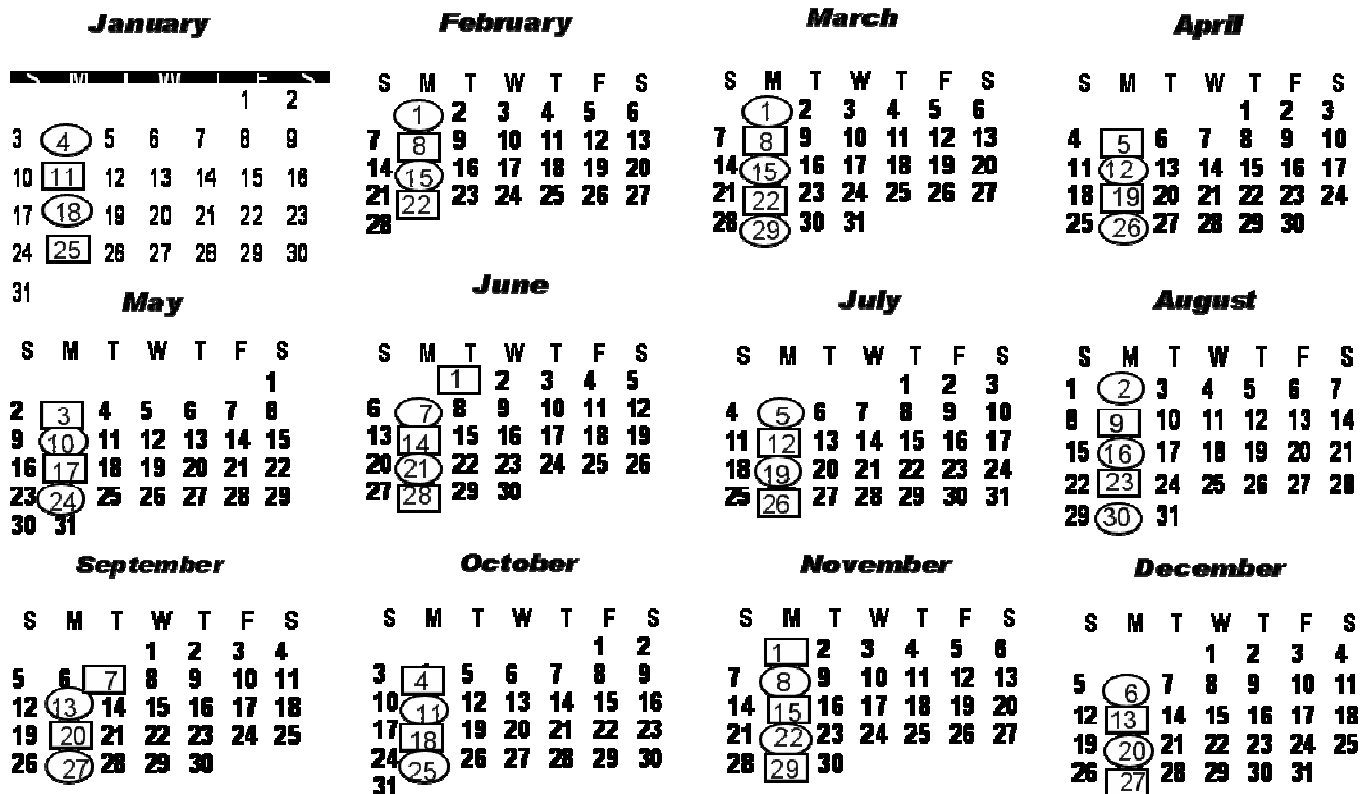 January
S M T W T F S
1 2
3 4 5 6 7 8 9
10 11 12 13 14 15 16
17 18 19 20 21 22 23
24 25 26 27 28 29 30
31
February
S M T W T F S
1 2 3 4 5 6
7 8 9 10 11 12 13
14 15 16 17 18 19 20
21 22 23 24 25 26 27
28
March
S M T W T F S
1 2 3 4 5 6
7 8 9 10 11 12 13
14 15 16 17 18 19 20
21 22 23 24 25 26 27
28 29 30 31
April
S M T W T F S
1 2 3
4 5 6 7 8 9 10
11 12 13 14 15 16 17
18 19 20 21 22 23 24
25 26 27 28 29 30
May
S M T W T F S
1
2 3 4 5 6 7 8
9 10 11 12 13 14 15
16 17 18 19 20 21 22
23 24 25 26 27 28 29
30 31
June
S M T W T F S
1 2 3 4 5
6 7 8 9 10 11 12
13 14 15 16 17 18 19
20 21 22 23 24 25 26
27 28 29 30
July
S M T W T F S
1 2 3
4 5 6 7 8 9 10
11 12 13 14 15 16 17
18 19 20 21 22 23 24
25 26 27 28 29 30 31
August
S M T W T F S
1 2 3 4 5 6 7
8 9 10 11 12 13 14
15 16 17 18 19 20 21
22 23 24 25 26 27 28
29 30 31
September
S M T W T F S
1 2 3 4
5 6 7 8 9 10 11
12 13 14 15 16 17 18
19 20 21 22 23 24 25
26 27 28 29 30
October
S M T W T F S
1 2
3 4 5 6 7 8 9
10 11 12 13 14 15 16
17 18 19 20 21 22 23
24 25 26 27 28 29 30
31
November
S M T W T F S
1 2 3 4 5 6
7 8 9 10 11 12 13
14 15 16 17 18 19 20
21 22 23 24 25 26 27
28 29 30
December
S M T W T F S
1 2 3 4
5 6 7 8 9 10 11
12 13 14 15 16 17 18
19 20 21 22 23 24 25
26 27 28 29 30 31